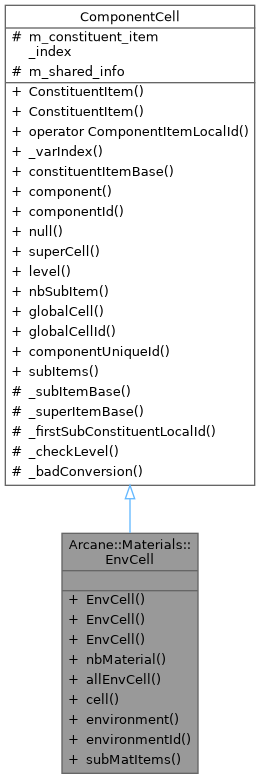 ComponentCell
# m_constituent_item
_index
# m_shared_info
+ ConstituentItem()
+ ConstituentItem()
+ operator ComponentItemLocalId()
+ _varIndex()
+ constituentItemBase()
+ component()
+ componentId()
+ null()
+ superCell()
+ level()
+ nbSubItem()
+ globalCell()
+ globalCellId()
+ componentUniqueId()
+ subItems()
# _subItemBase()
# _superItemBase()
# _firstSubConstituentLocalId()
# _checkLevel()
# _badConversion()
Arcane::Materials::
EnvCell
+ EnvCell()
+ EnvCell()
+ EnvCell()
+ nbMaterial()
+ allEnvCell()
+ cell()
+ environment()
+ environmentId()
+ subMatItems()